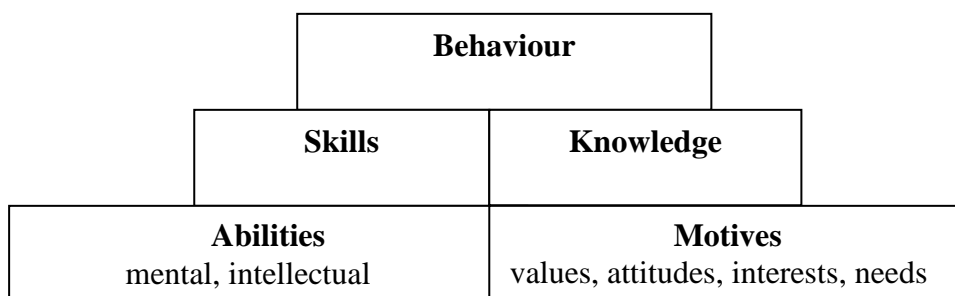 Behaviour
Skills
Knowledge
Abilities
mental, intellectual
Motives
values, attitudes, interests, needs